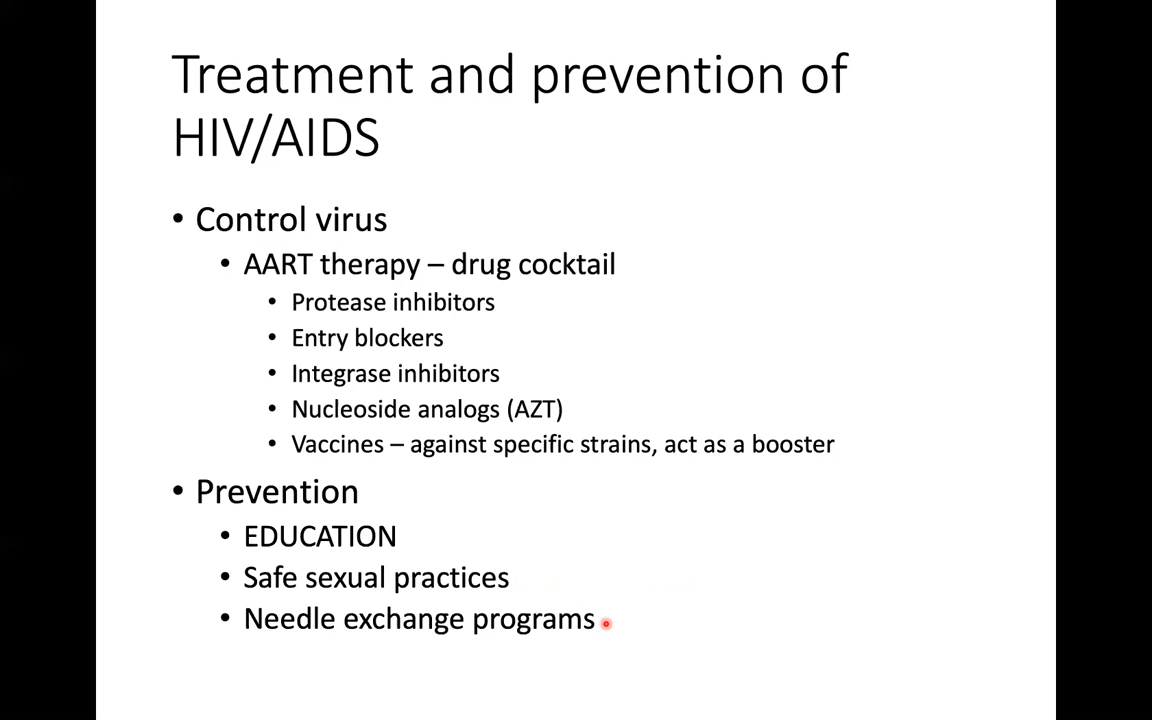 Treatment and prevention of
HIV/AIDS
• Control virus
• AART therapy – drug cocktail
• Protease inhibitors
• Entry blockers
• Integrase inhibitors
• Nucleoside analogs (AZT)
• Vaccines – against specific strains, act as a booster
• Prevention
• EDUCATION
• Safe sexual practices
• Needle exchange programs